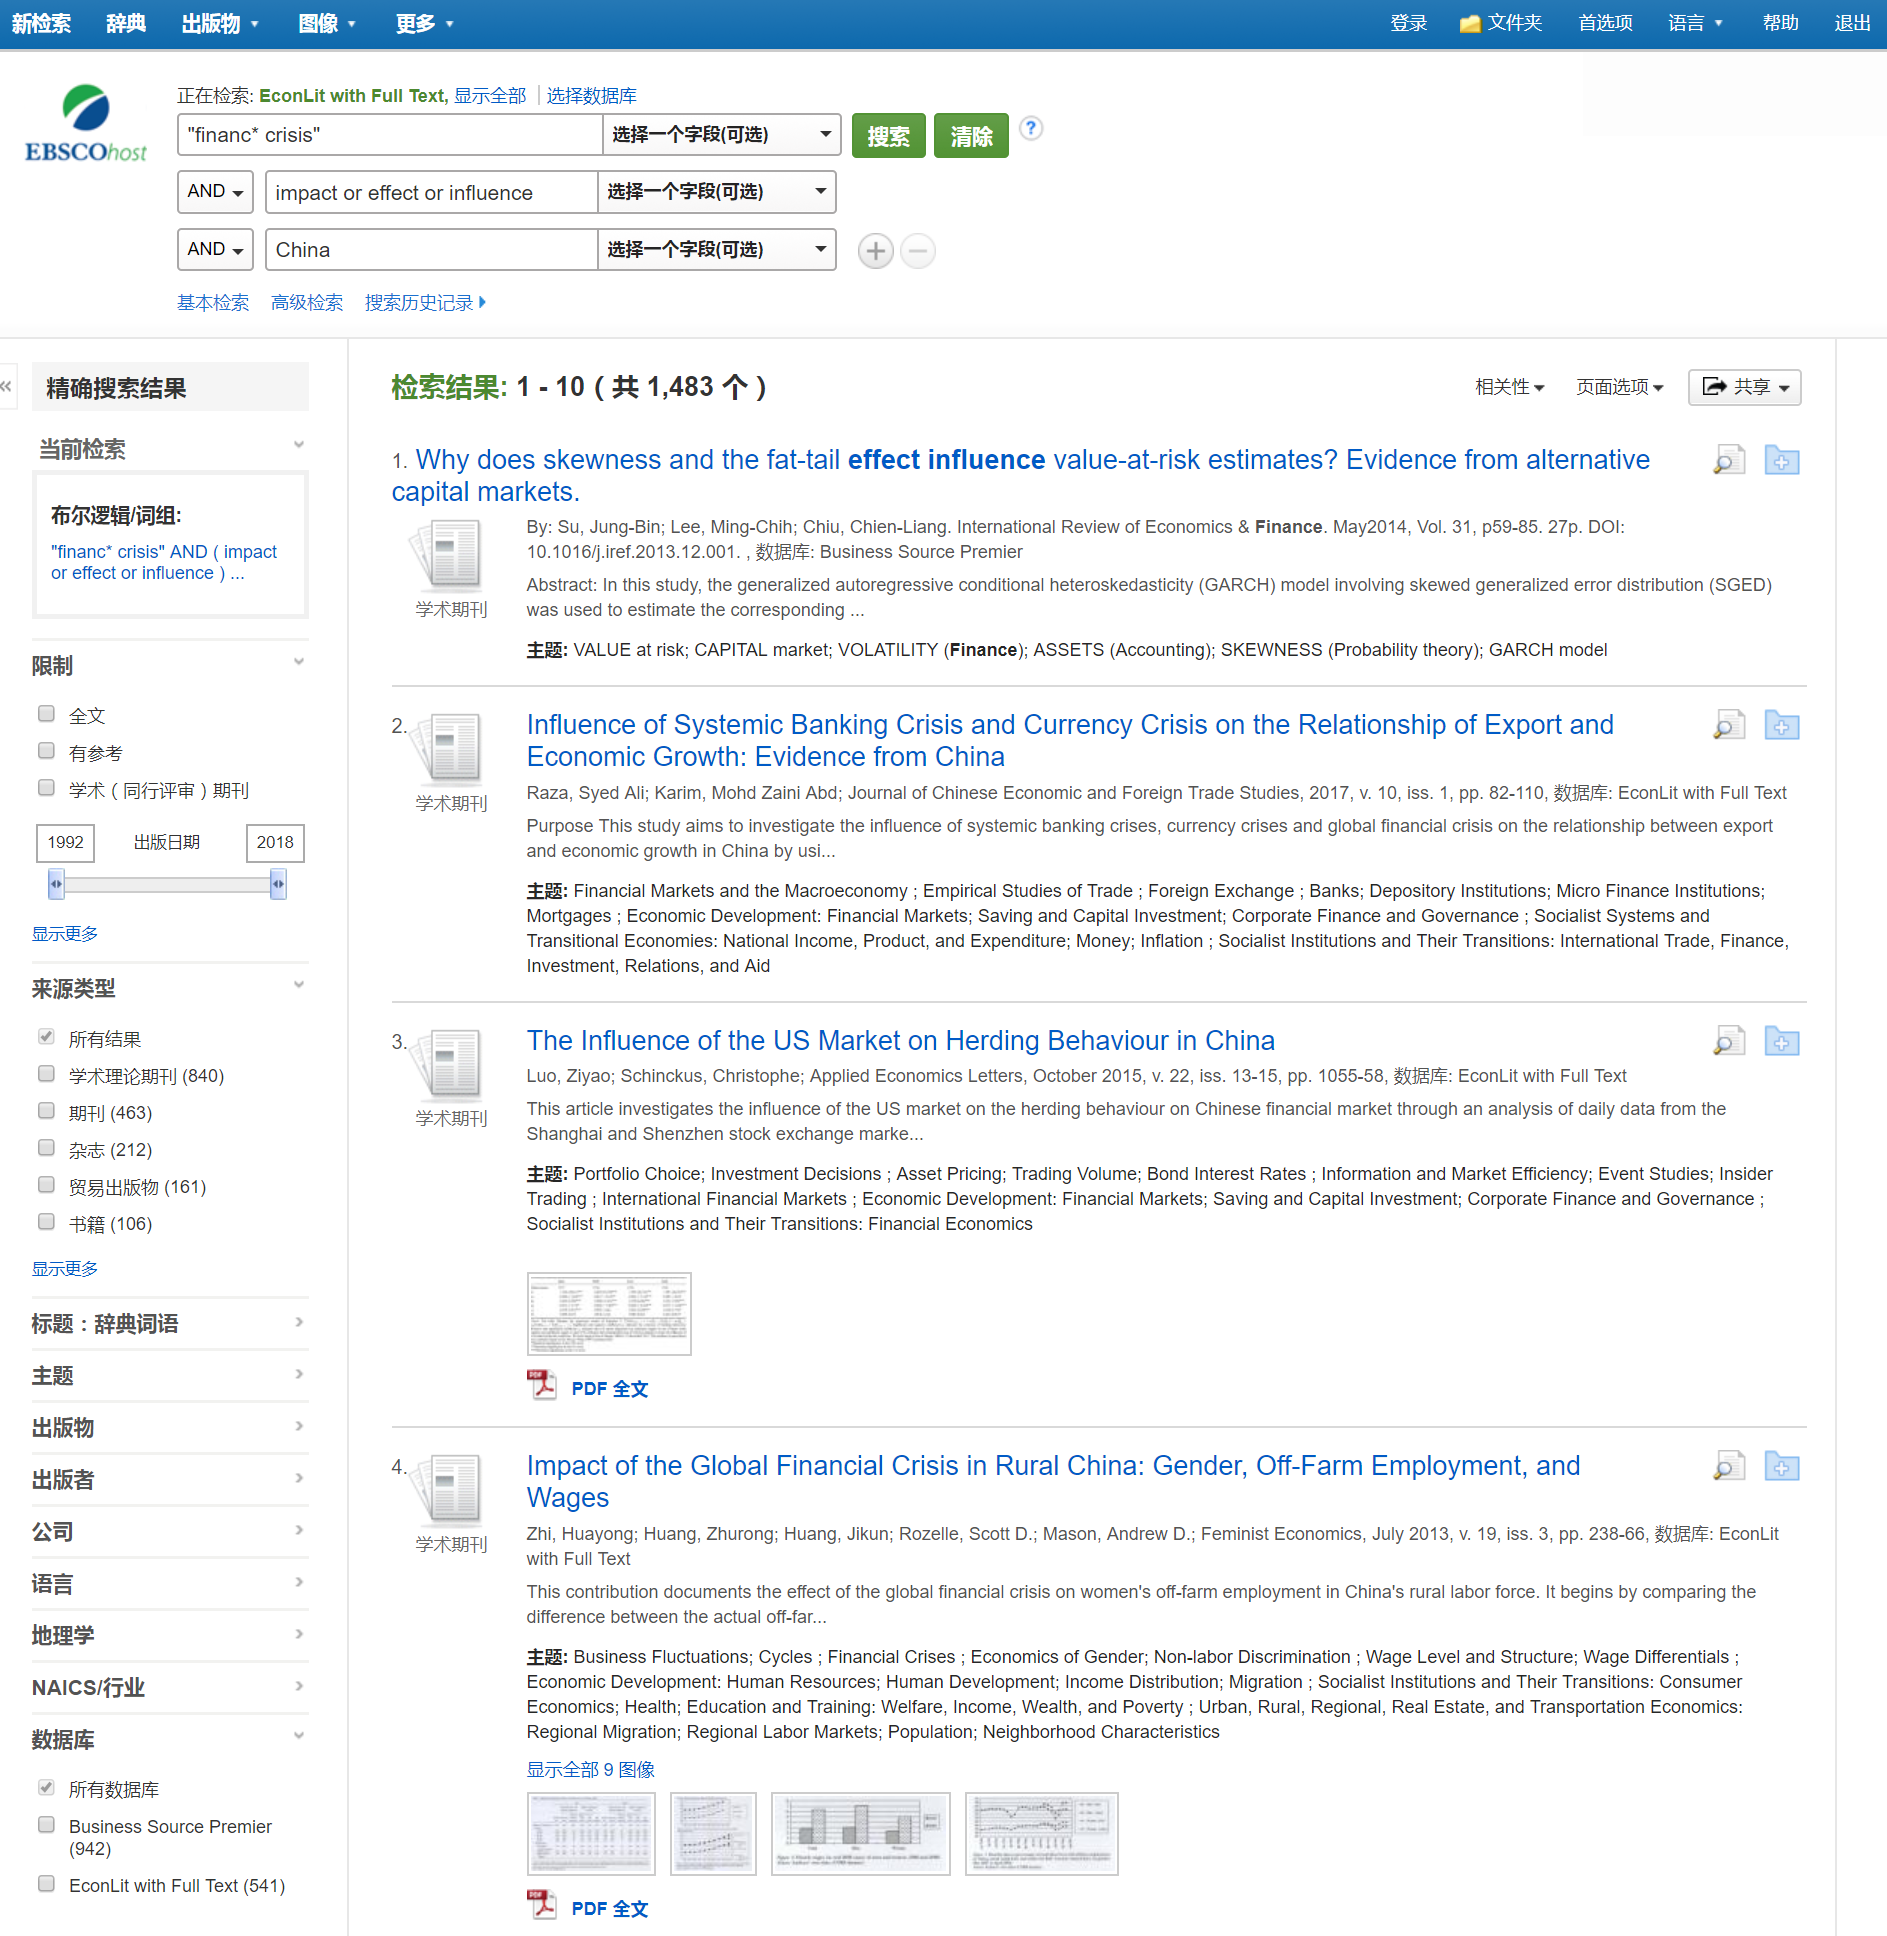 新检索 辞典 出版物 图像 更多 登录 文件夹 首选项 语言 帮助 退出
正在检索: EconLit with Full Text, 显示全部 选择数据库
EBSCOhost
"financ* crisis" 选择一个字段(可选) 搜索 清除 ?
AND impact or effect or influence 选择一个字段(可选)
AND China 选择一个字段(可选)
基本检索 高级检索 搜索历史记录
精确搜索结果
当前检索
布尔逻辑/词组:
"financ* crisis" AND ( impact
or effect or influence ) ...
限制
全文
有参考
学术（同行评审）期刊
1992 出版日期 2018
显示更多
来源类型
所有结果
学术理论期刊 (840)
期刊 (463)
杂志 (212)
贸易出版物 (161)
书籍 (106)
显示更多
标题：辞典词语
主题
出版物
出版者
公司
语言
地理学
NAICS/行业
数据库
所有数据库
Business Source Premier
(942)
EconLit with Full Text (541)
检索结果: 1 - 10（共 1,483 个）
相关性 页面选项 共享
1. Why does skewness and the fat-tail effect influence value-at-risk estimates? Evidence from alternative
capital markets.
学术期刊
By: Su, Jung-Bin; Lee, Ming-Chih; Chiu, Chien-Liang. International Review of Economics & Finance. May2014, Vol. 31, p59-85. 27p. DOI:
10.1016/j.iref.2013.12.001. , 数据库: Business Source Premier
Abstract: In this study, the generalized autoregressive conditional heteroskedasticity (GARCH) model involving skewed generalized error distribution (SGED)
was used to estimate the corresponding ...
主题: VALUE at risk; CAPITAL market; VOLATILITY (Finance); ASSETS (Accounting); SKEWNESS (Probability theory); GARCH model
2. Influence of Systemic Banking Crisis and Currency Crisis on the Relationship of Export and
Economic Growth: Evidence from China
学术期刊
Raza, Syed Ali; Karim, Mohd Zaini Abd; Journal of Chinese Economic and Foreign Trade Studies, 2017, v. 10, iss. 1, pp. 82-110, 数据库: EconLit with Full Text
Purpose This study aims to investigate the influence of systemic banking crises, currency crises and global financial crisis on the relationship between export
and economic growth in China by usi...
主题: Financial Markets and the Macroeconomy ; Empirical Studies of Trade ; Foreign Exchange ; Banks; Depository Institutions; Micro Finance Institutions;
Mortgages ; Economic Development: Financial Markets; Saving and Capital Investment; Corporate Finance and Governance ; Socialist Systems and
Transitional Economies: National Income, Product, and Expenditure; Money; Inflation ; Socialist Institutions and Their Transitions: International Trade, Finance,
Investment, Relations, and Aid
3. The Influence of the US Market on Herding Behaviour in China
学术期刊
Luo, Ziyao; Schinckus, Christophe; Applied Economics Letters, October 2015, v. 22, iss. 13-15, pp. 1055-58, 数据库: EconLit with Full Text
This article investigates the influence of the US market on the herding behaviour on Chinese financial market through an analysis of daily data from the
Shanghai and Shenzhen stock exchange marke...
主题: Portfolio Choice; Investment Decisions ; Asset Pricing; Trading Volume; Bond Interest Rates ; Information and Market Efficiency; Event Studies; Insider
Trading ; International Financial Markets ; Economic Development: Financial Markets; Saving and Capital Investment; Corporate Finance and Governance ;
Socialist Institutions and Their Transitions: Financial Economics
PDF 全文
4. Impact of the Global Financial Crisis in Rural China: Gender, Off-Farm Employment, and
Wages
学术期刊
Zhi, Huayong; Huang, Zhurong; Huang, Jikun; Rozelle, Scott D.; Mason, Andrew D.; Feminist Economics, July 2013, v. 19, iss. 3, pp. 238-66, 数据库: EconLit
with Full Text
This contribution documents the effect of the global financial crisis on women's off-farm employment in China's rural labor force. It begins by comparing the
difference between the actual off-far...
主题: Business Fluctuations; Cycles ; Financial Crises ; Economics of Gender; Non-labor Discrimination ; Wage Level and Structure; Wage Differentials ;
Economic Development: Human Resources; Human Development; Income Distribution; Migration ; Socialist Institutions and Their Transitions: Consumer
Economics; Health; Education and Training: Welfare, Income, Wealth, and Poverty ; Urban, Rural, Regional, Real Estate, and Transportation Economics:
Regional Migration; Regional Labor Markets; Population; Neighborhood Characteristics
显示全部 9 图像
PDF 全文